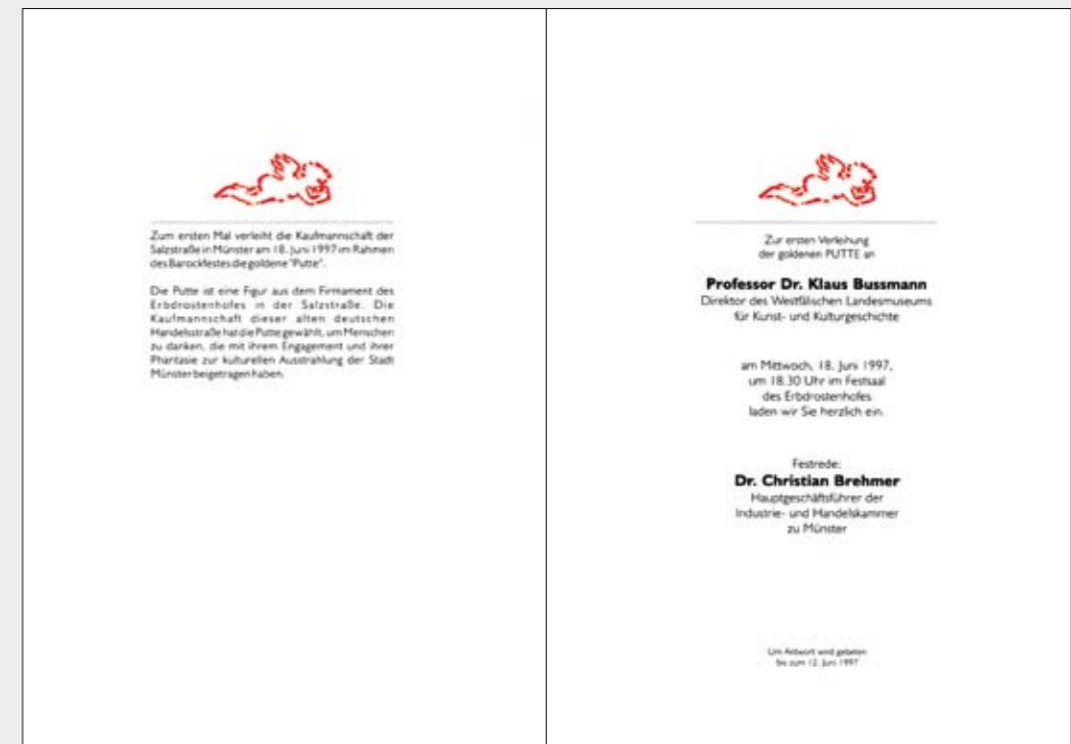 Zum ersten Mal verleiht die Kaufmannschaft der
Salzstraße in Münster am 18. Juni 1997 im Rahmen
des Barockfestes die goldene "Putte".
Die Putte ist eine Figur aus dem Firmament des
Erbdrostenhofes in der Salzstraße. Die
Kaufmannschaft dieser alten deutschen
Handelsstraße hat die Putte gewählt, um Menschen
zu danken, die mit ihrem Engagement und ihrer
Phantasie zur kulturellen Ausstrahlung der Stadt
Münster beigetragen haben.
Zur ersten Verleihung
der goldenen PUTTE an
Professor Dr. Klaus Bussmann
Direktor des Westfälischen Landesmuseums
für Kunst- und Kulturgeschichte
am Mittwoch, 18. Juni 1997,
um 18.30 Uhr im Festsaal
des Erbdrostenhofes
laden wir Sie herzlich ein.
Festrede:
Dr. Christian Brehmer
Hauptgeschäftsführer der
Industrie- und Handelskammer
zu Münster
Um Antwort wird gebeten
bis zum 12. Juni 1997